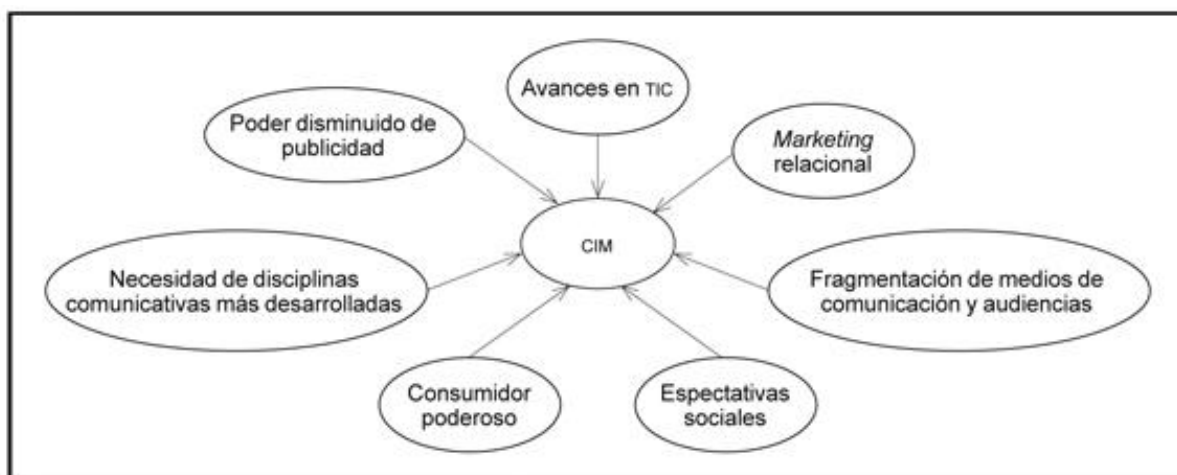 Avances en TIC
Poder disminuido de
publicidad
Marketing
relacional
CIM
Necesidad de disciplinas
comunicativas más desarrolladas
Fragmentación de medios de
comunicación y audiencias
Consumidor
poderoso
Espectativas
sociales